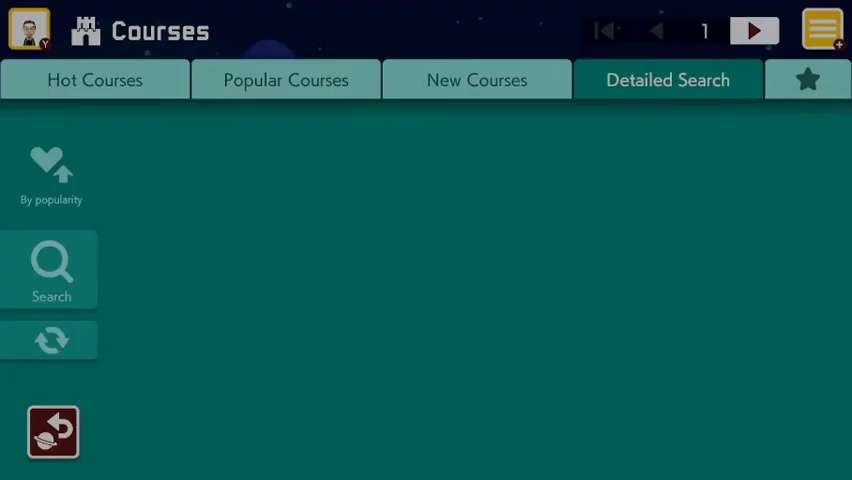 Courses
1
Hot Courses
Popular Courses
New Courses
Detailed Search
By popularity
Search
Y
+